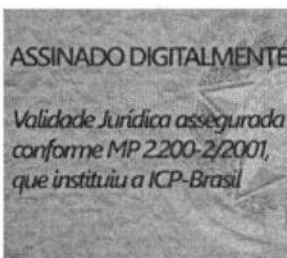 ASSINADO DIGITALMENTE
Validade Jurídica assegurada
conforme MP 2.200-2/2001,
que instituiu a ICP-Brasil